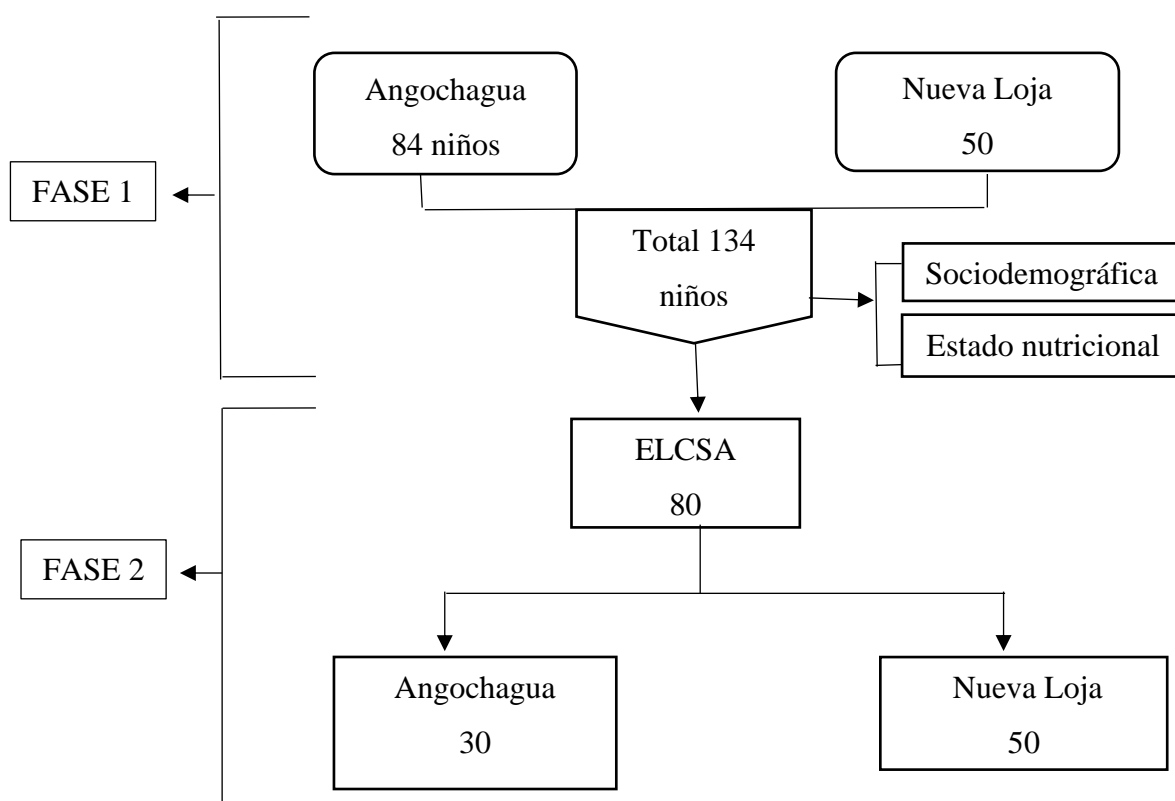 Angochagua
84 niños
Nueva Loja
50
FASE 1
Total 134
niños
Sociodemográfica
Estado nutricional
ELCSA
80
FASE 2
Angochagua
30
Nueva Loja
50